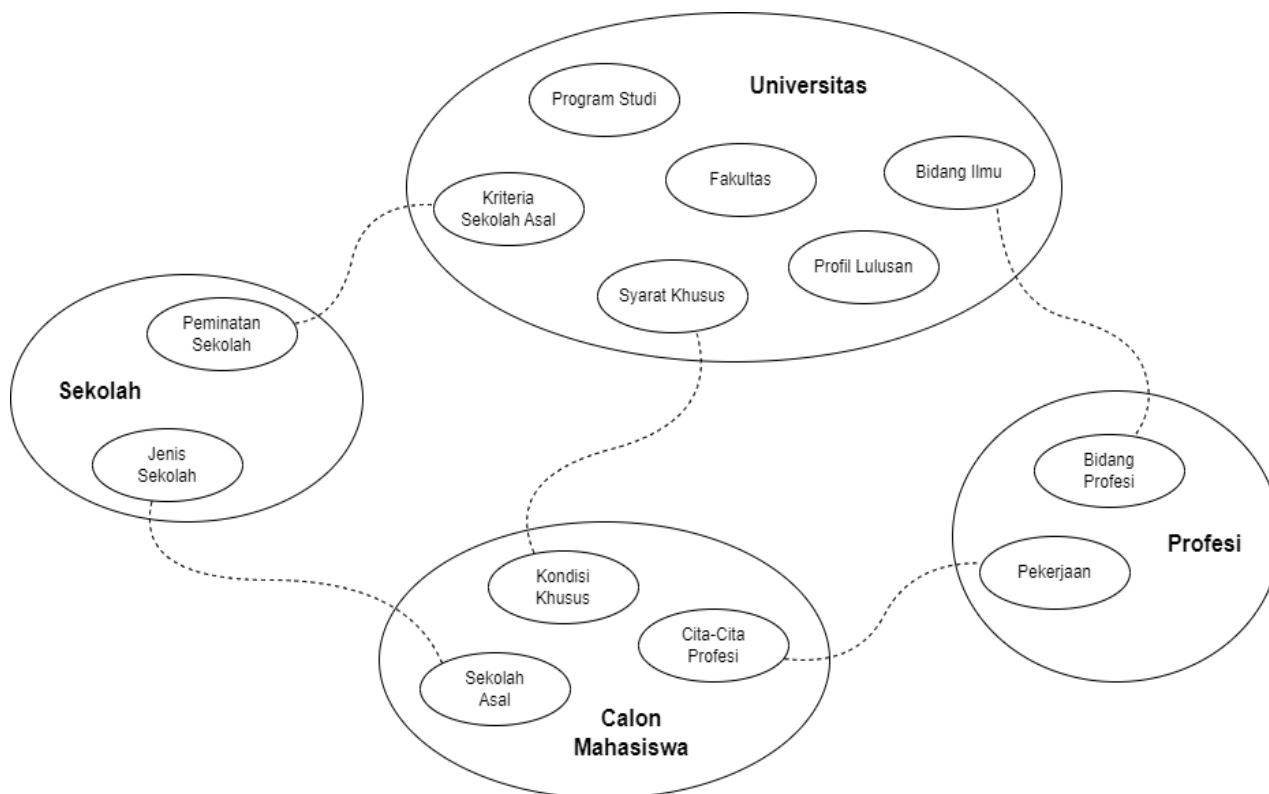 Universitas
Program Studi
Fakultas
Bidang Ilmu
Kriteria
Sekolah Asal
Profil Lulusan
Syarat Khusus
Peminatan
Sekolah
Sekolah
Jenis
Sekolah
Bidang
Profesi
Profesi
Pekerjaan
Kondisi
Khusus
Cita-Cita
Profesi
Sekolah
Asal
Calon
Mahasiswa